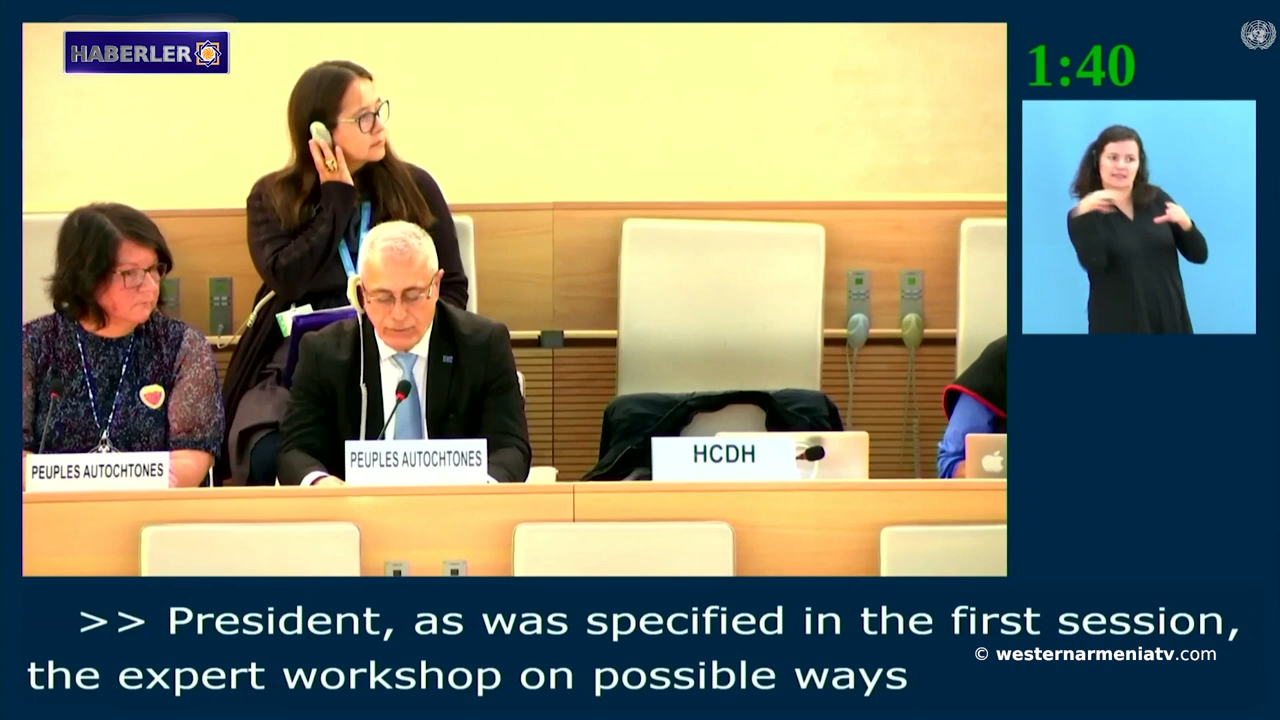 HABERLER
1:40
PEUPLES AUTOCHTONES
PEUPLES AUTOCHTONES
HCDH
>> President, as was specified in the first session,
© westernarmeniatv.com
the expert workshop on possible ways